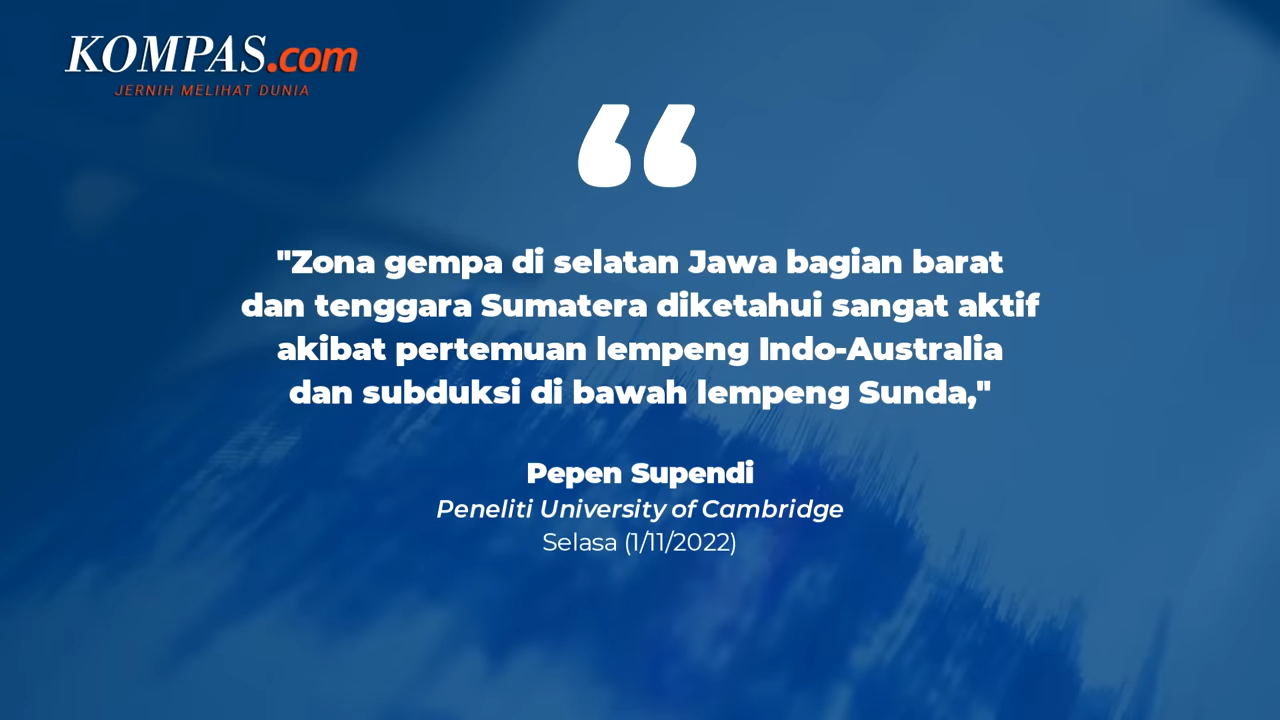 KOMPAS.com
JERNIH MELIHAT DUNIA
“
"Zona gempa di selatan Jawa bagian barat
dan tenggara Sumatera diketahui sangat aktif
akibat pertemuan lempeng Indo-Australia
dan subduksi di bawah lempeng Sunda,"
Pepen Supendi
Peneliti University of Cambridge
Selasa (1/11/2022)